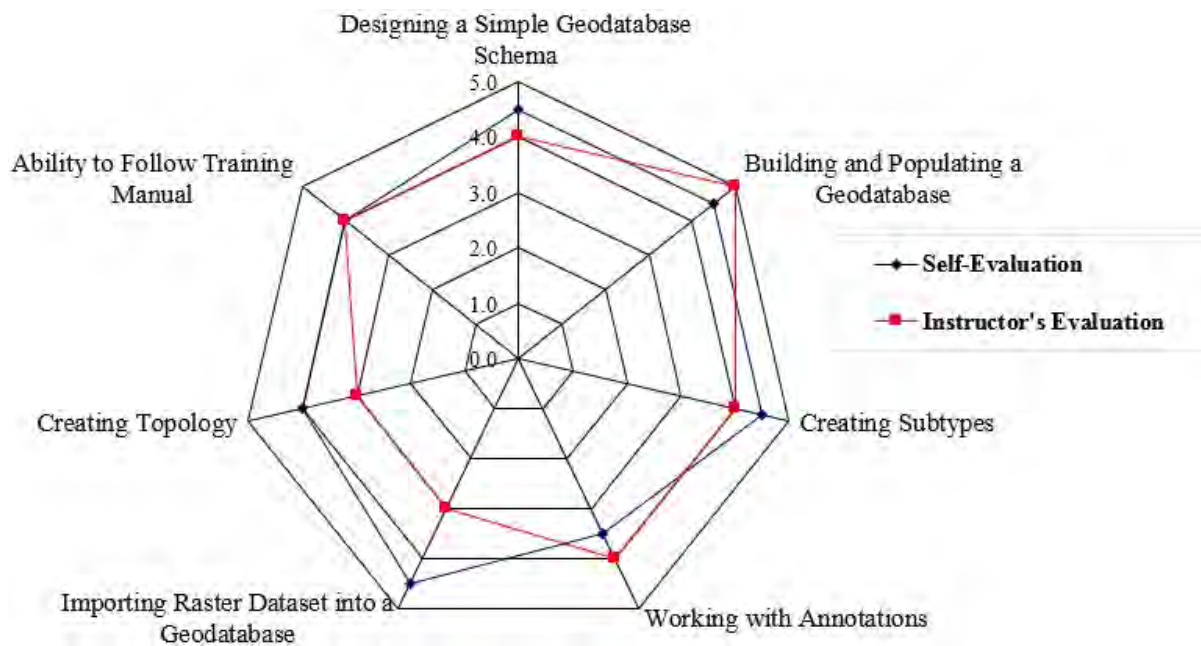 Designing a Simple Geodatabase
Schema
5.0
4.0
3.0
2.0
1.0
0.0
Ability to Follow Training
Manual
Building and Populating a
Geodatabase
Self-Evaluation
Instructor's Evaluation
Creating Topology
Creating Subtypes
Importing Raster Dataset into a
Geodatabase
Working with Annotations